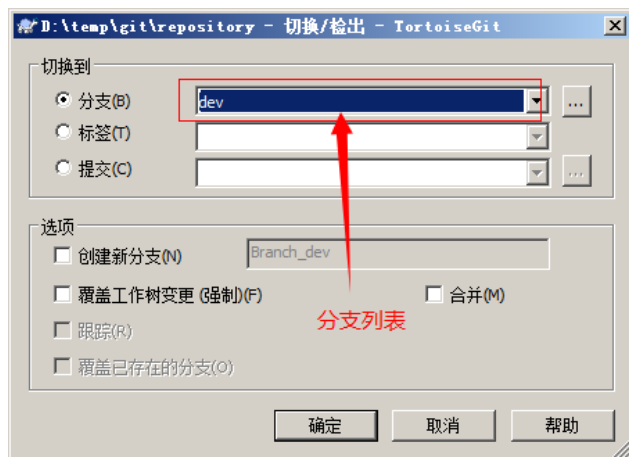 D:\temp\git\repository - 切换/检出 - TortoiseGit
切换到
分支(B)
dev
...
标签(T)
提交(C)
...
选项
创建新分支(N)
Branch_dev
覆盖工作树变更 (强制)(F)
合并(M)
分支列表
跟踪(R)
覆盖已存在的分支(O)
确定
取消
帮助